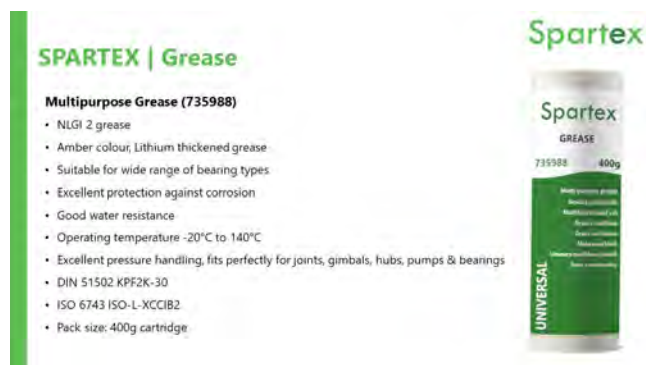 Spartex
SPARTEX | Grease
Multipurpose Grease (735988)
• NLGI 2 grease
• Amber colour, Lithium thickened grease
• Suitable for wide range of bearing types
• Excellent protection against corrosion
• Good water resistance
• Operating temperature -20°C to 140°C
• Excellent pressure handling, fits perfectly for joints, gimbals, hubs, pumps & bearings
• DIN 51502 KPF2K-30
• ISO 6743 ISO-L-XCCIB2
• Pack size: 400g cartridge
Spartex
GREASE
735988 400g
UNIVERSAL